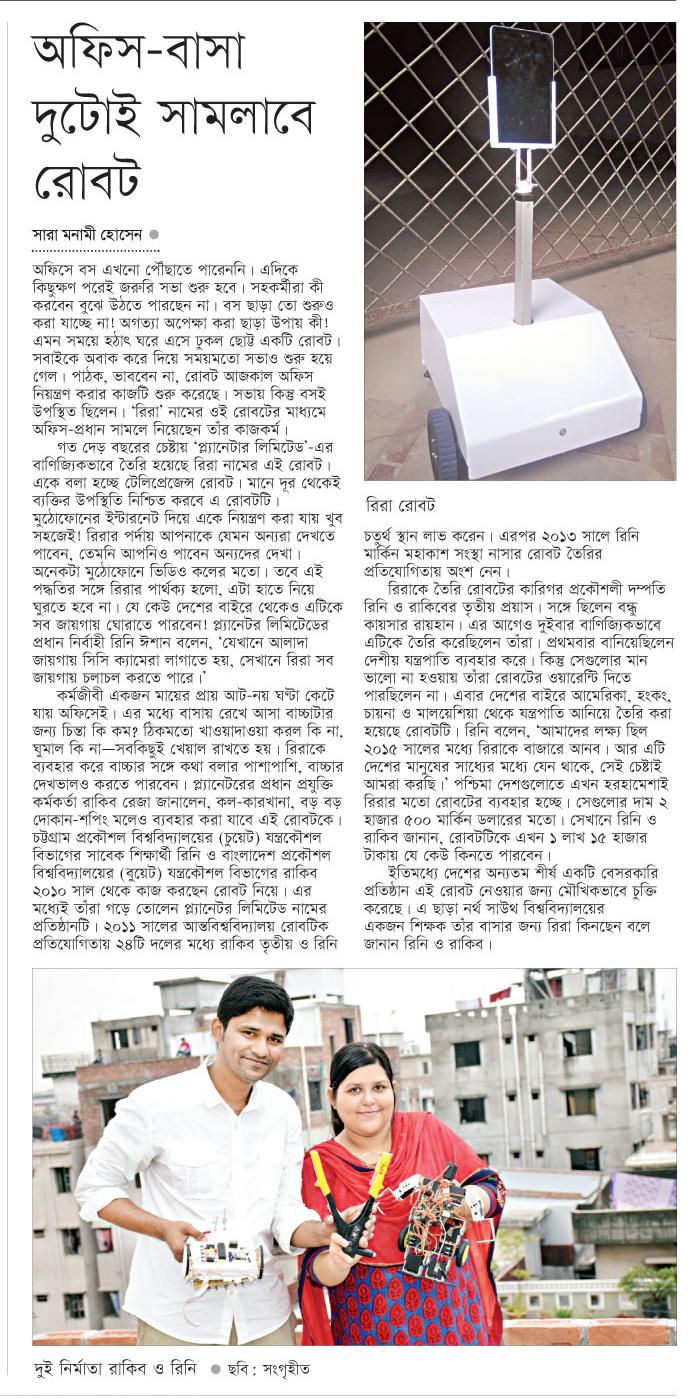 অফিস-বাসা
দুটোই সামলাবে
রোবট
সারা মনামী হোসেন ●
অফিসে বস এখনো পৌঁছাতে পারেননি। এদিকে
কিছুক্ষণ পরেই জরুরি সভা শুরু হবে। সহকর্মীরা কী
করবেন বুঝে উঠতে পারছেন না। বস ছাড়া তো শুরুও
করা যাচ্ছে না! অগত্যা অপেক্ষা করা ছাড়া উপায় কী!
এমন সময়ে হঠাৎ ঘরে এসে ঢুকল ছোট্ট একটি রোবট।
সবাইকে অবাক করে দিয়ে সময়মতো সভাও শুরু হয়ে
গেল। পাঠক, ভাববেন না, রোবট আজকাল অফিস
নিয়ন্ত্রণ করার কাজটি শুরু করেছে। সভায় কিন্তু বসই
উপস্থিত ছিলেন। ‘রিরা’ নামের ওই রোবটের মাধ্যমে
অফিস-প্রধান সামলে নিয়েছেন তাঁর কাজকর্ম।
গত দেড় বছরের চেষ্টায় ‘প্ল্যানেটার লিমিটেড’-এর
বাণিজ্যিকভাবে তৈরি হয়েছে রিরা নামের এই রোবট।
একে বলা হচ্ছে টেলিপ্রেজেন্স রোবট। মানে দূর থেকেই
ব্যক্তির উপস্থিতি নিশ্চিত করবে এ রোবটটি।
মুঠোফোনের ইন্টারনেট দিয়ে একে নিয়ন্ত্রণ করা যায় খুব
সহজেই! রিরার পর্দায় আপনাকে যেমন অন্যরা দেখতে
পাবেন, তেমনি আপনিও পাবেন অন্যদের দেখা।
অনেকটা মুঠোফোনে ভিডিও কলের মতো। তবে এই
পদ্ধতির সঙ্গে রিরার পার্থক্য হলো, এটা হাতে নিয়ে
ঘুরতে হবে না। যে কেউ দেশের বাইরে থেকেও এটিকে
সব জায়গায় ঘোরাতে পারবেন! প্ল্যানেটর লিমিটেডের
প্রধান নির্বাহী রিনি ঈশান বলেন, ‘যেখানে আলাদা
জায়গায় সিসি ক্যামেরা লাগাতে হয়, সেখানে রিরা সব
জায়গায় চলাচল করতে পারে।’
কর্মজীবী একজন মায়ের প্রায় আট-নয় ঘণ্টা কেটে
যায় অফিসেই। এর মধ্যে বাসায় রেখে আসা বাচ্চাটার
জন্য চিন্তা কি কম? ঠিকমতো খাওয়াদাওয়া করল কি না,
ঘুমাল কি না—সবকিছুই খেয়াল রাখতে হয়। রিরাকে
ব্যবহার করে বাচ্চার সঙ্গে কথা বলার পাশাপাশি, বাচ্চার
দেখভালও করতে পারবেন। প্ল্যানেটরের প্রধান প্রযুক্তি
কর্মকর্তা রাকিব রেজা জানালেন, কল-কারখানা, বড় বড়
দোকান-শপিং মলেও ব্যবহার করা যাবে এই রোবটকে।
চট্টগ্রাম প্রকৌশল বিশ্ববিদ্যালয়ের (চুয়েট) যন্ত্রকৌশল
বিভাগের সাবেক শিক্ষার্থী রিনি ও বাংলাদেশ প্রকৌশল
বিশ্ববিদ্যালয়ের (বুয়েট) যন্ত্রকৌশল বিভাগের রাকিব
২০১০ সাল থেকে কাজ করছেন রোবট নিয়ে। এর
মধ্যেই তাঁরা গড়ে তোলেন প্ল্যানেটর লিমিটেড নামের
প্রতিষ্ঠানটি। ২০১১ সালের আন্তবিশ্ববিদ্যালয় রোবটিক
প্রতিযোগিতায় ২৪টি দলের মধ্যে রাকিব তৃতীয় ও রিনি
রিরা রোবট
চতুর্থ স্থান লাভ করেন। এরপর ২০১৩ সালে রিনি
মার্কিন মহাকাশ সংস্থা নাসার রোবট তৈরির
প্রতিযোগিতায় অংশ নেন।
রিরাকে তৈরি রোবটের কারিগর প্রকৌশলী দম্পতি
রিনি ও রাকিবের তৃতীয় প্রয়াস। সঙ্গে ছিলেন বন্ধু
কায়সার রায়হান। এর আগেও দুইবার বাণিজ্যিকভাবে
এটিকে তৈরি করেছিলেন তাঁরা। প্রথমবার বানিয়েছিলেন
দেশীয় যন্ত্রপাতি ব্যবহার করে। কিন্তু সেগুলোর মান
ভালো না হওয়ায় তাঁরা রোবটের ওয়ারেন্টি দিতে
পারছিলেন না। এবার দেশের বাইরে আমেরিকা, হংকং,
চায়না ও মালয়েশিয়া থেকে যন্ত্রপাতি আনিয়ে তৈরি করা
হয়েছে রোবটটি। রিনি বলেন, ‘আমাদের লক্ষ্য ছিল
২০১৫ সালের মধ্যে রিরাকে বাজারে আনব। আর এটি
দেশের মানুষের সাধ্যের মধ্যে যেন থাকে, সেই চেষ্টাই
আমরা করছি।’ পশ্চিমা দেশগুলোতে এখন হরহামেশাই
রিরার মতো রোবটের ব্যবহার হচ্ছে। সেগুলোর দাম ২
হাজার ৫০০ মার্কিন ডলারের মতো। সেখানে রিনি ও
রাকিব জানান, রোবটটিকে এখন ১ লাখ ১৫ হাজার
টাকায় যে কেউ কিনতে পারবেন।
ইতিমধ্যে দেশের অন্যতম শীর্ষ একটি বেসরকারি
প্রতিষ্ঠান এই রোবট নেওয়ার জন্য মৌখিকভাবে চুক্তি
করেছে। এ ছাড়া নর্থ সাউথ বিশ্ববিদ্যালয়ের
একজন শিক্ষক তাঁর বাসার জন্য রিরা কিনছেন বলে
জানান রিনি ও রাকিব।
দুই নির্মাতা রাকিব ও রিনি ● ছবি : সংগৃহীত